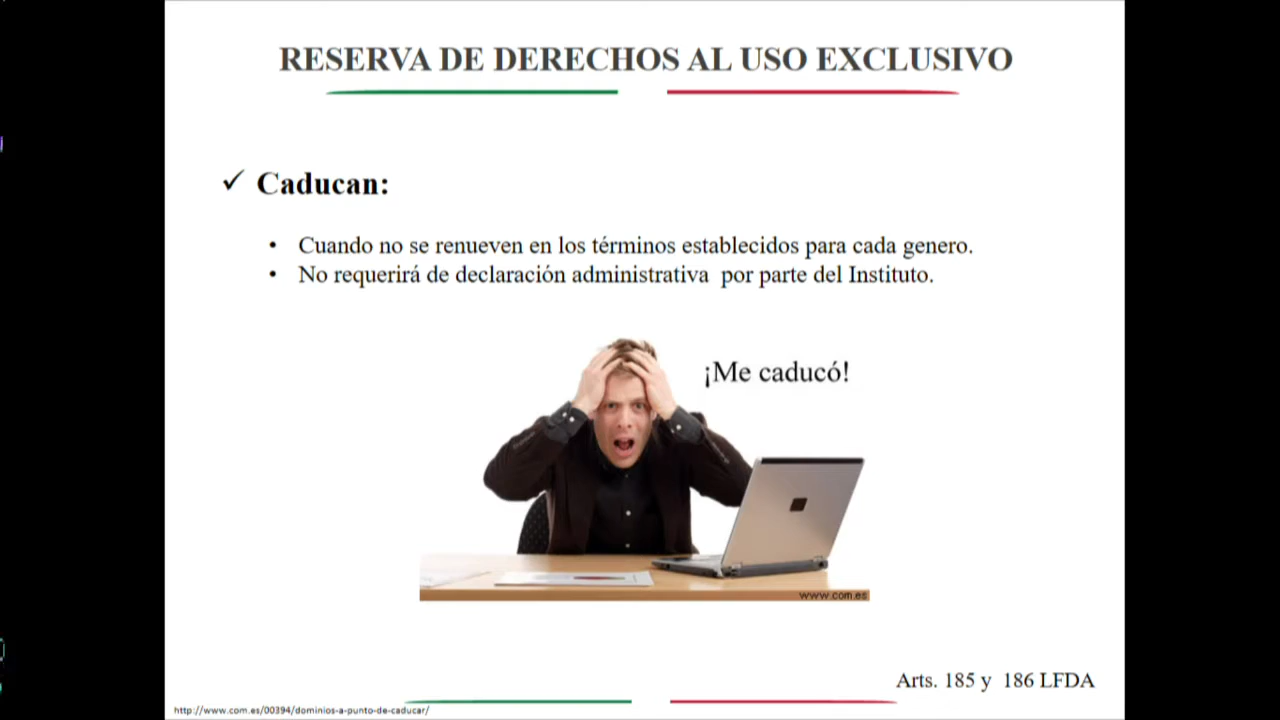 RESERVA DE DERECHOS AL USO EXCLUSIVO
✓ Caducan:
• Cuando no se renueven en los términos establecidos para cada genero.
• No requerirá de declaración administrativa por parte del Instituto.
¡Me caducó!
www.com.es
Arts. 185 y 186 LFDA
http://www.com.es/00394/dominios-a-punto-de-caducar/